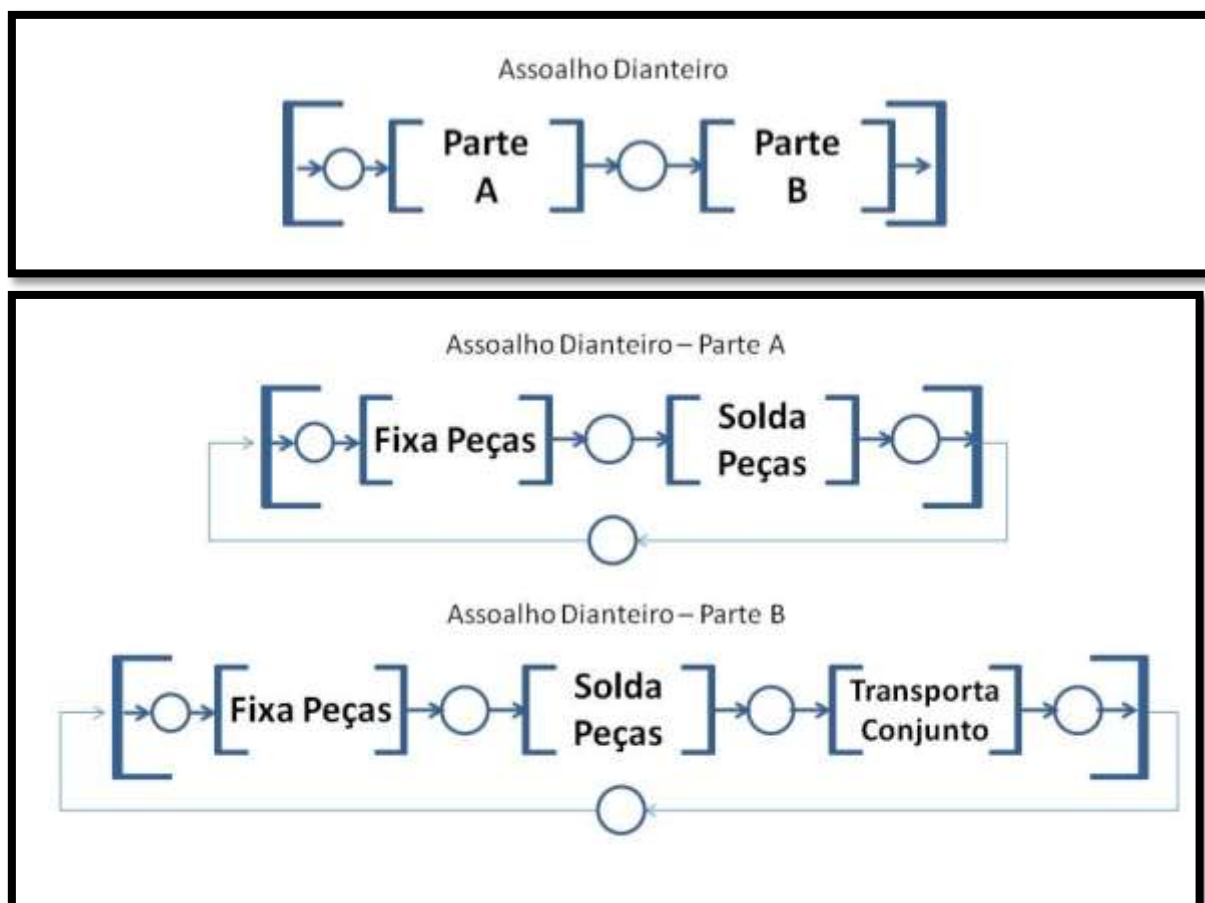 Assoalho Dianteiro
Parte
A
Parte
B
Assoalho Dianteiro – Parte A
Fixa Peças
Solda
Peças
Assoalho Dianteiro – Parte B
Fixa Peças
Solda
Peças
Transporta
Conjunto